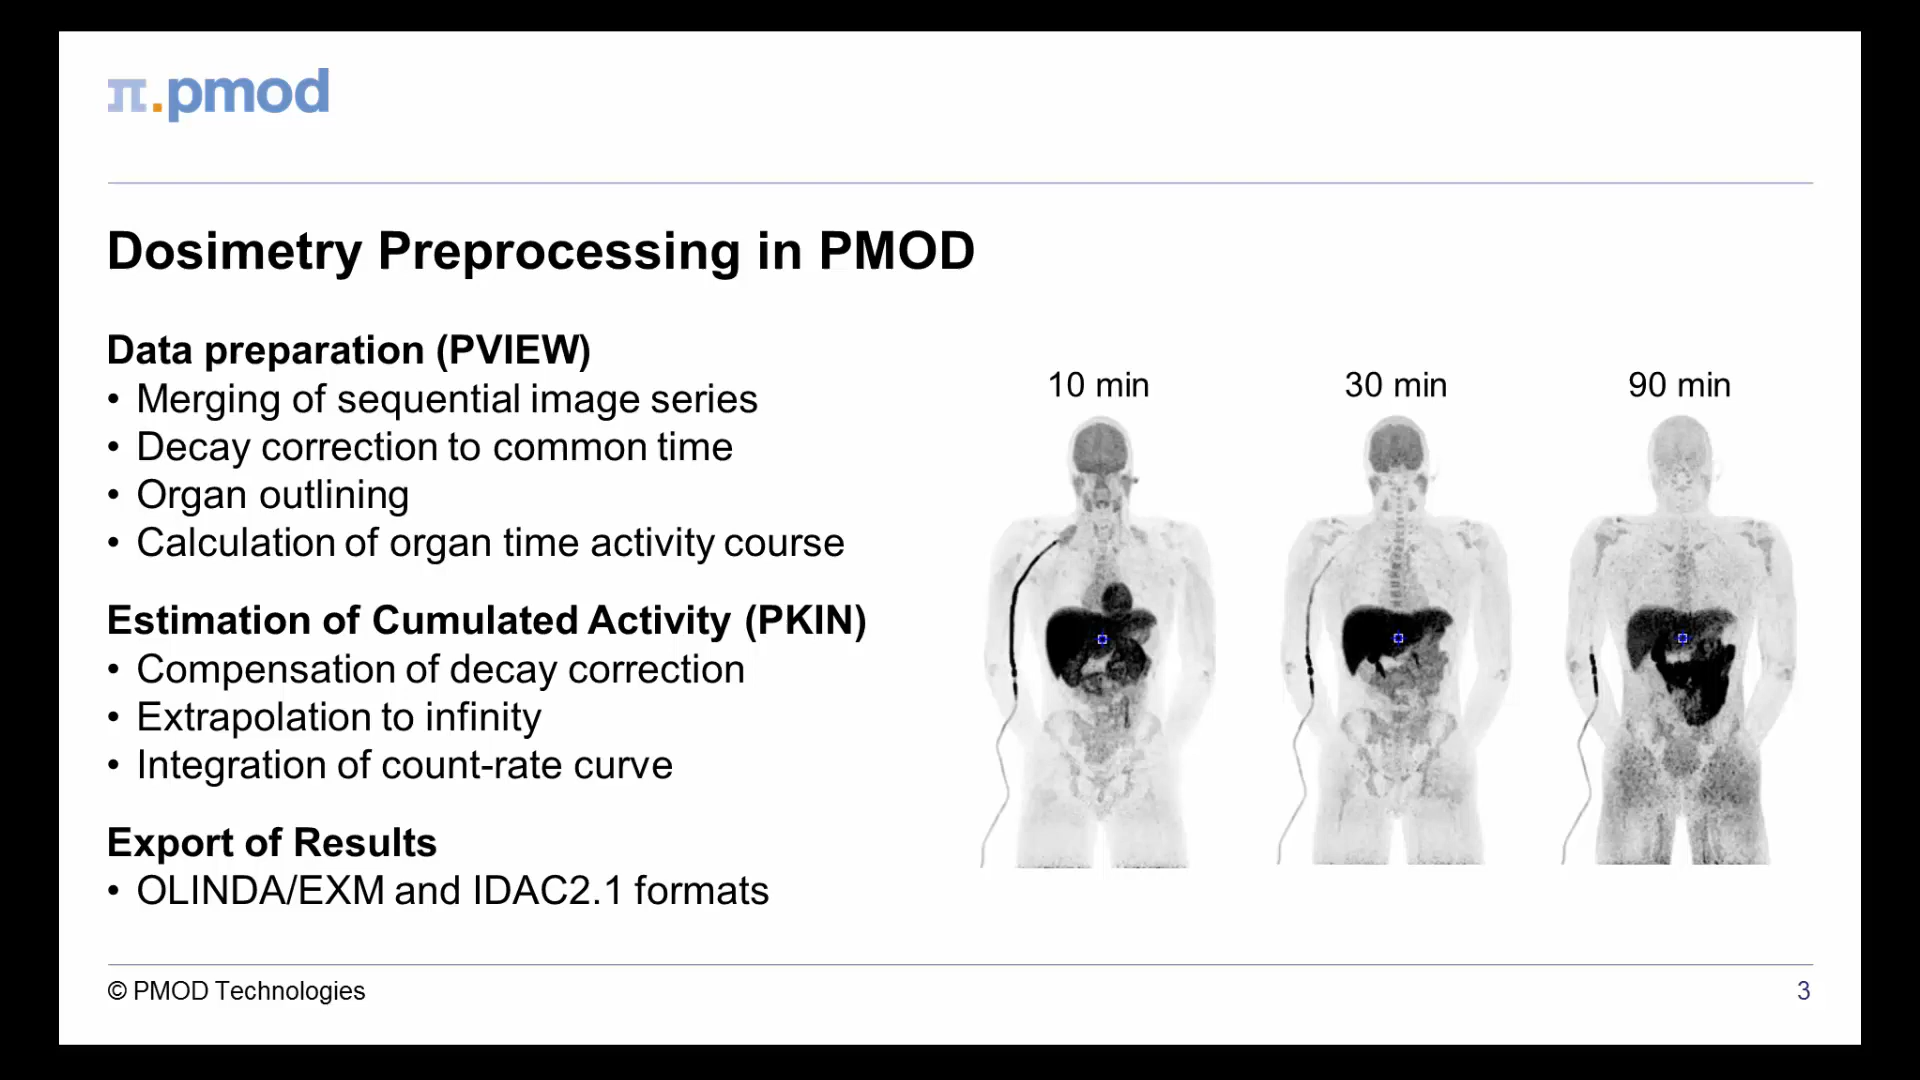 π.pmod
Dosimetry Preprocessing in PMOD
Data preparation (PVIEW)
• Merging of sequential image series
• Decay correction to common time
• Organ outlining
• Calculation of organ time activity course
Estimation of Cumulated Activity (PKIN)
• Compensation of decay correction
• Extrapolation to infinity
• Integration of count-rate curve
Export of Results
• OLINDA/EXM and IDAC2.1 formats
10 min
30 min
90 min
© PMOD Technologies
3